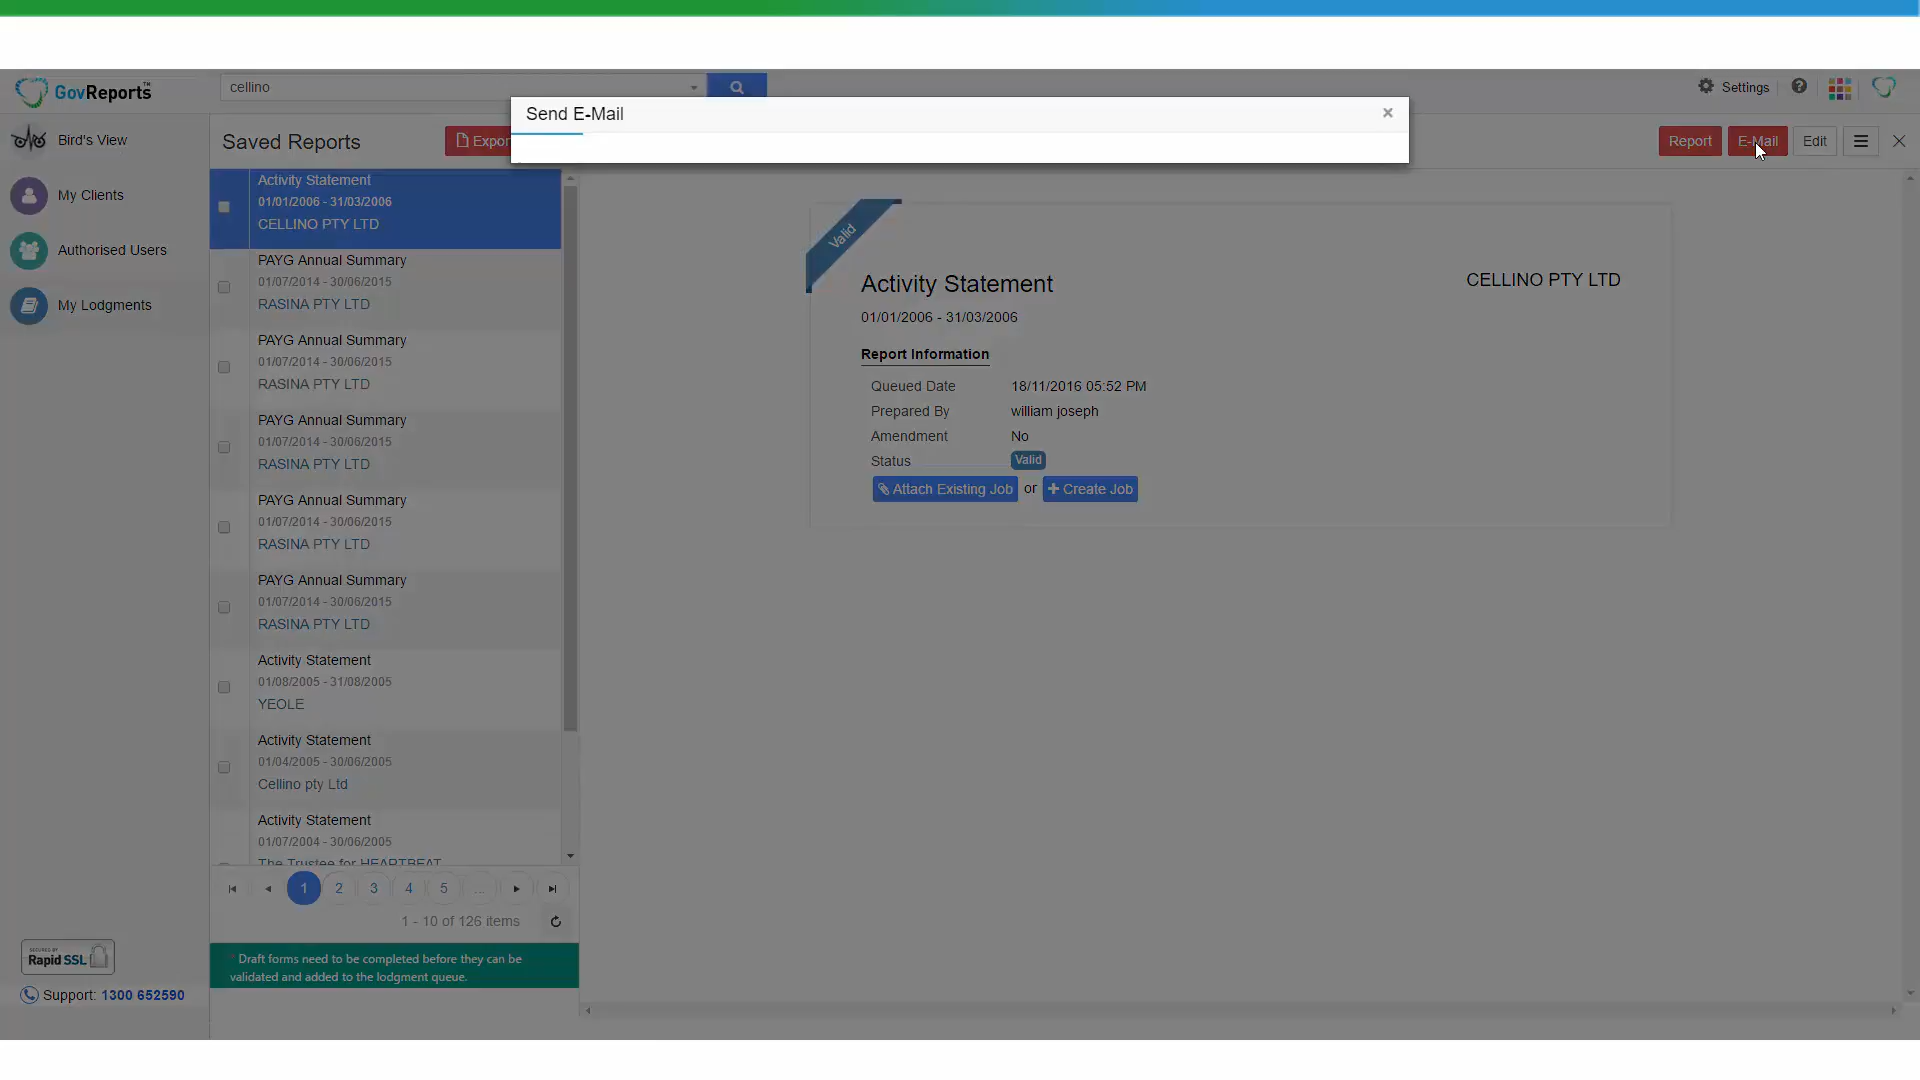 GovReports™
cellino
Settings
Send E-Mail
×
Bird's View
My Clients
Authorised Users
My Lodgments
Saved Reports
Expor
Report
E-Mail
Edit
Activity Statement
01/01/2006 - 31/03/2006
CELLINO PTY LTD
PAYG Annual Summary
01/07/2014 - 30/06/2015
RASINA PTY LTD
PAYG Annual Summary
01/07/2014 - 30/06/2015
RASINA PTY LTD
PAYG Annual Summary
01/07/2014 - 30/06/2015
RASINA PTY LTD
PAYG Annual Summary
01/07/2014 - 30/06/2015
RASINA PTY LTD
PAYG Annual Summary
01/07/2014 - 30/06/2015
RASINA PTY LTD
Activity Statement
01/08/2005 - 31/08/2005
YEOLE
Activity Statement
01/04/2005 - 30/06/2005
Cellino pty Ltd
Activity Statement
01/07/2004 - 30/06/2005
The Trustee for HEARTBEAT
1 2 3 4 5 ...
1 - 10 of 126 items
* Draft forms need to be completed before they can be
validated and added to the lodgment queue.
Valid
Activity Statement
CELLINO PTY LTD
01/01/2006 - 31/03/2006
Report Information
Queued Date 18/11/2016 05:52 PM
Prepared By william joseph
Amendment No
Status Valid
Attach Existing Job or + Create Job
SECURED BY
Rapid SSL
Support: 1300 652590